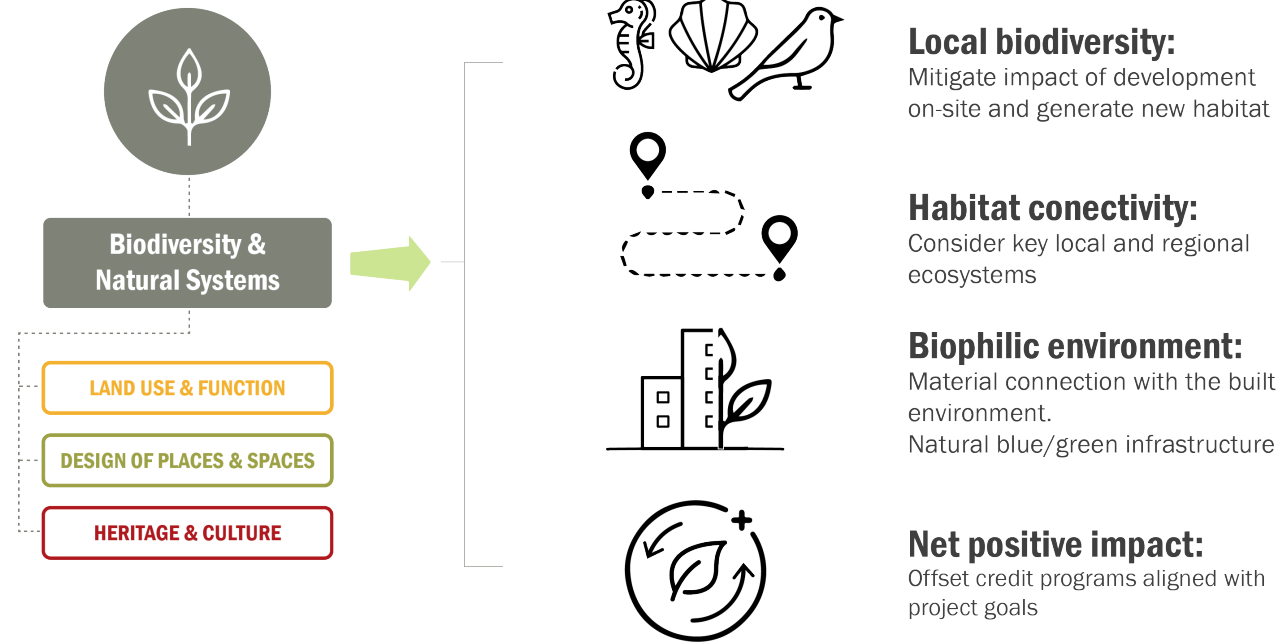 Biodiversity &
Natural Systems
LAND USE & FUNCTION
DESIGN OF PLACES & SPACES
HERITAGE & CULTURE
Local biodiversity:
Mitigate impact of development
on-site and generate new habitat
Habitat conectivity:
Consider key local and regional
ecosystems
Biophilic environment:
Material connection with the built
environment.
Natural blue/green infrastructure
Net positive impact:
Offset credit programs aligned with
project goals